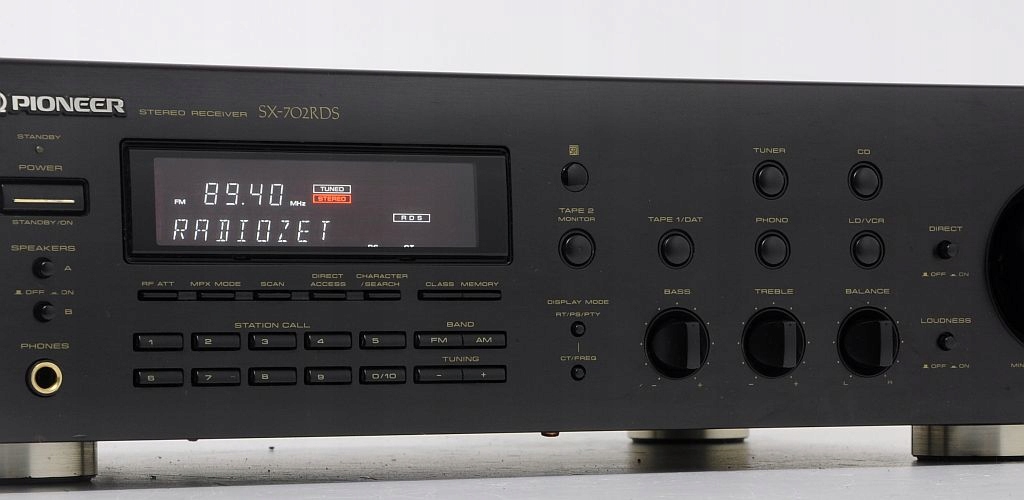 PIONEER STEREO RECEIVER SX-702RDS
STANDBY
POWER
STANDBY/ON
SPEAKERS
A
OFF ON
B
PHONES
FM 89.40 MHz TUNED
STEREO
RDS
RADIOZET
RF ATT MPX MODE SCAN DIRECT ACCESS CHARACTER /SEARCH CLASS MEMORY
STATION CALL BAND
1 2 3 4 5 FM AM
TUNING
6 7 8 9 0/10 - +
TUNER CD
TAPE 2 MONITOR TAPE 1/DAT PHONO LD/VCR
DISPLAY MODE
RT/PS/PTY
CT/FREQ
BASS TREBLE BALANCE
- + - + L R
DIRECT
OFF ON
LOUDNESS
OFF ON
MIN